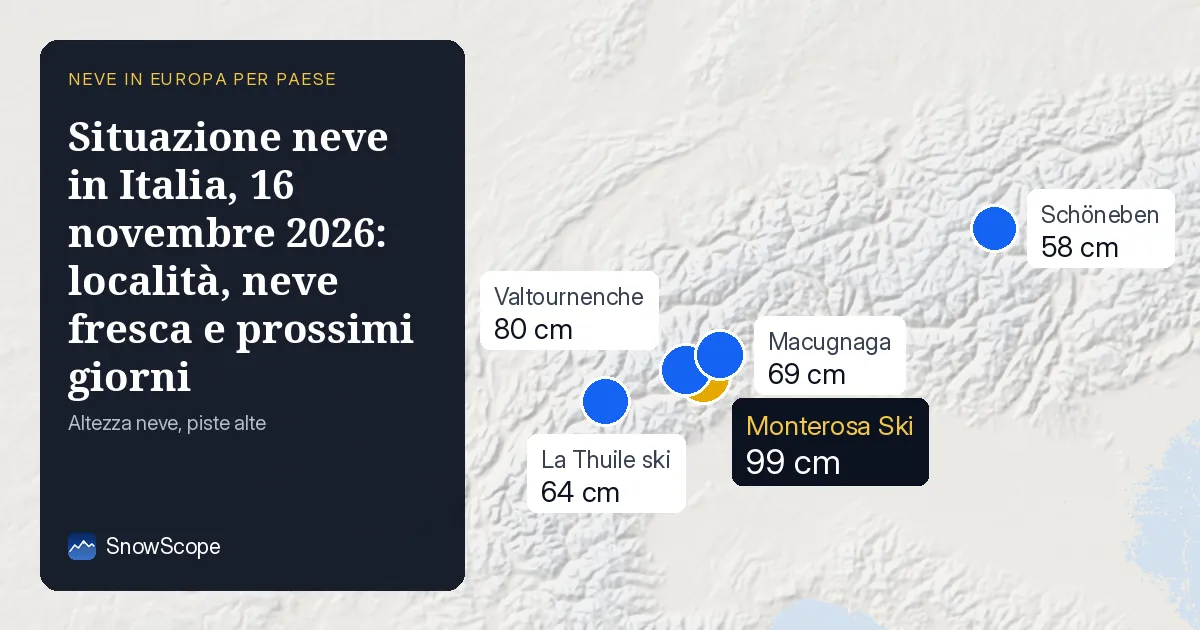 NEVE IN EUROPA PER PAESE
Situazione neve
in Italia, 16
novembre 2026:
località, neve
fresca e prossimi
giorni
Altezza neve, piste alte
SnowScope
Schöneben
58 cm
Valtournenche
80 cm
Macugnaga
69 cm
Monterosa Ski
99 cm
La Thuile ski
64 cm